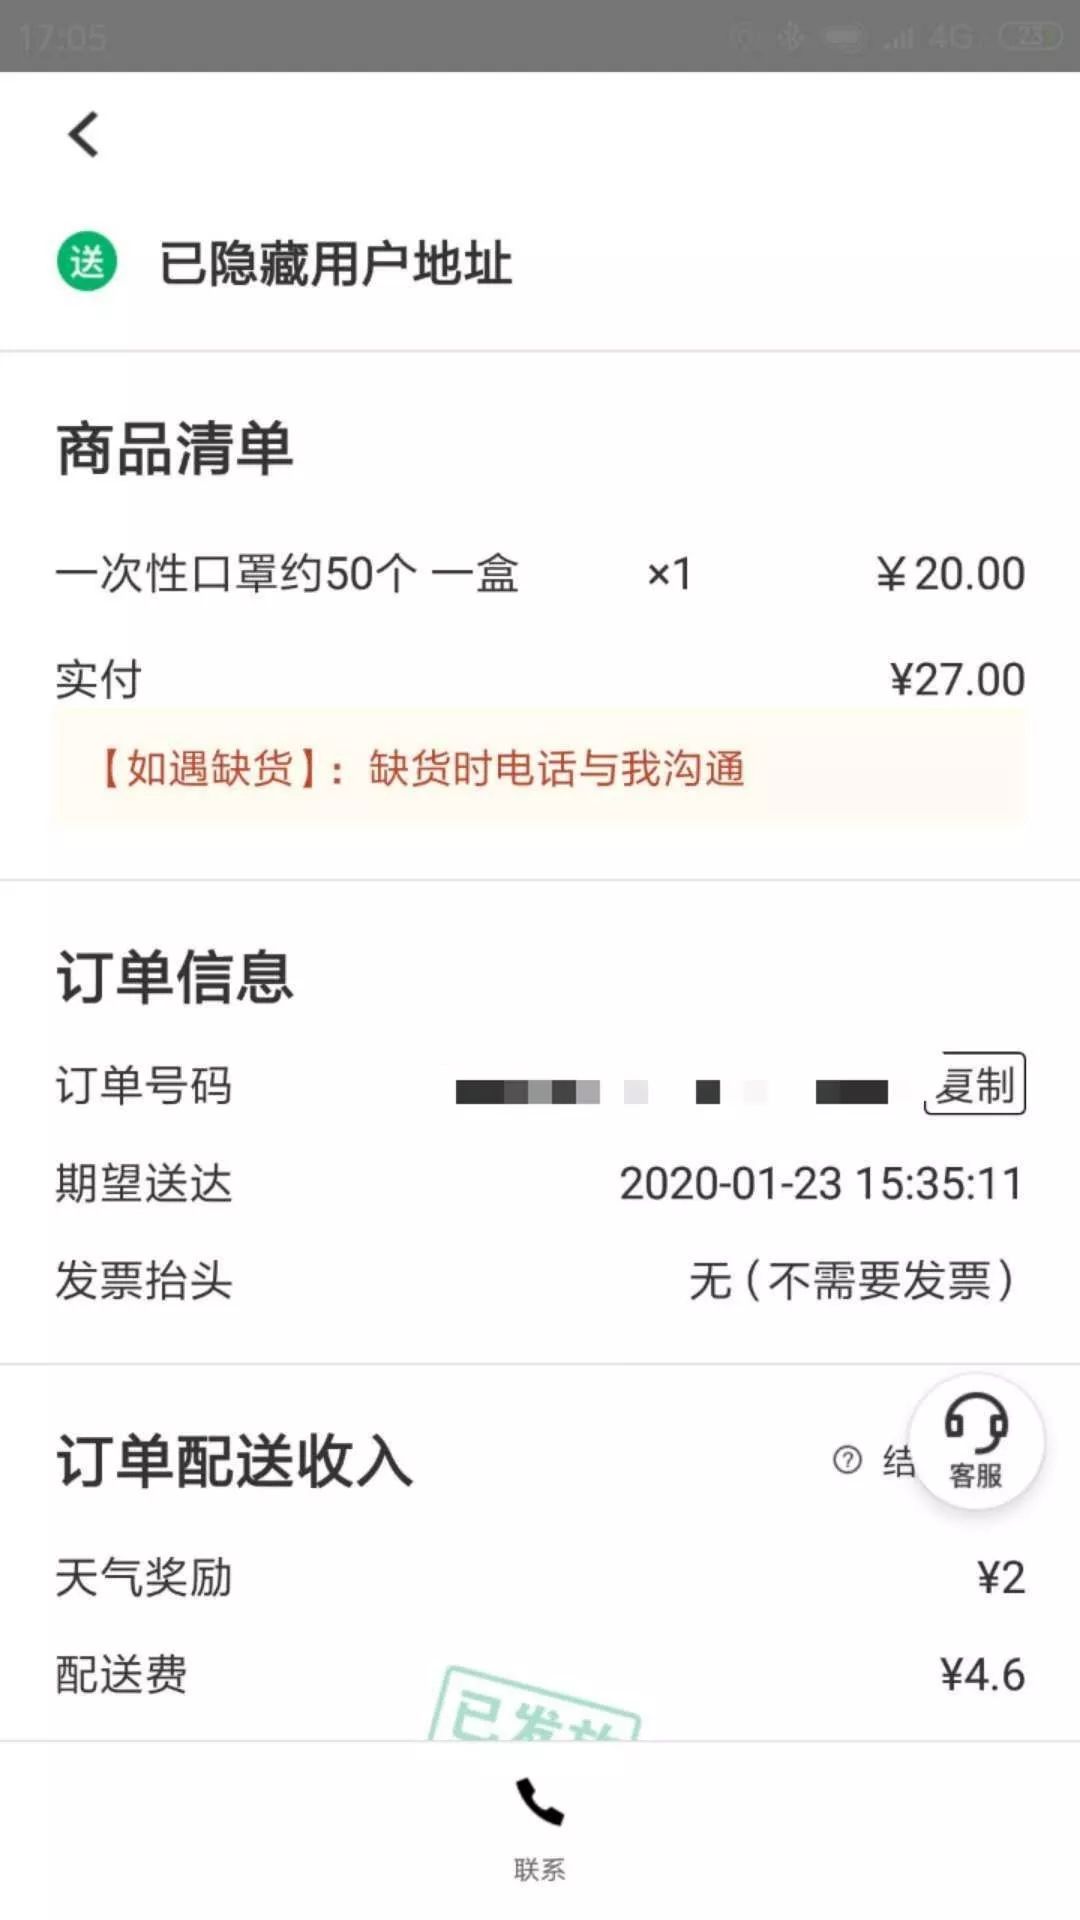 17:05 4G 23
送 已隐藏用户地址
商品清单
一次性口罩约50个 一盒 ×1 ￥20.00
实付 ¥27.00
【如遇缺货】：缺货时电话与我沟通
订单信息
订单号码 复制
期望送达 2020-01-23 15:35:11
发票抬头 无（不需要发票）
订单配送收入 ? 结
客服
天气奖励 ¥2
配送费 ¥4.6
已发放
联系